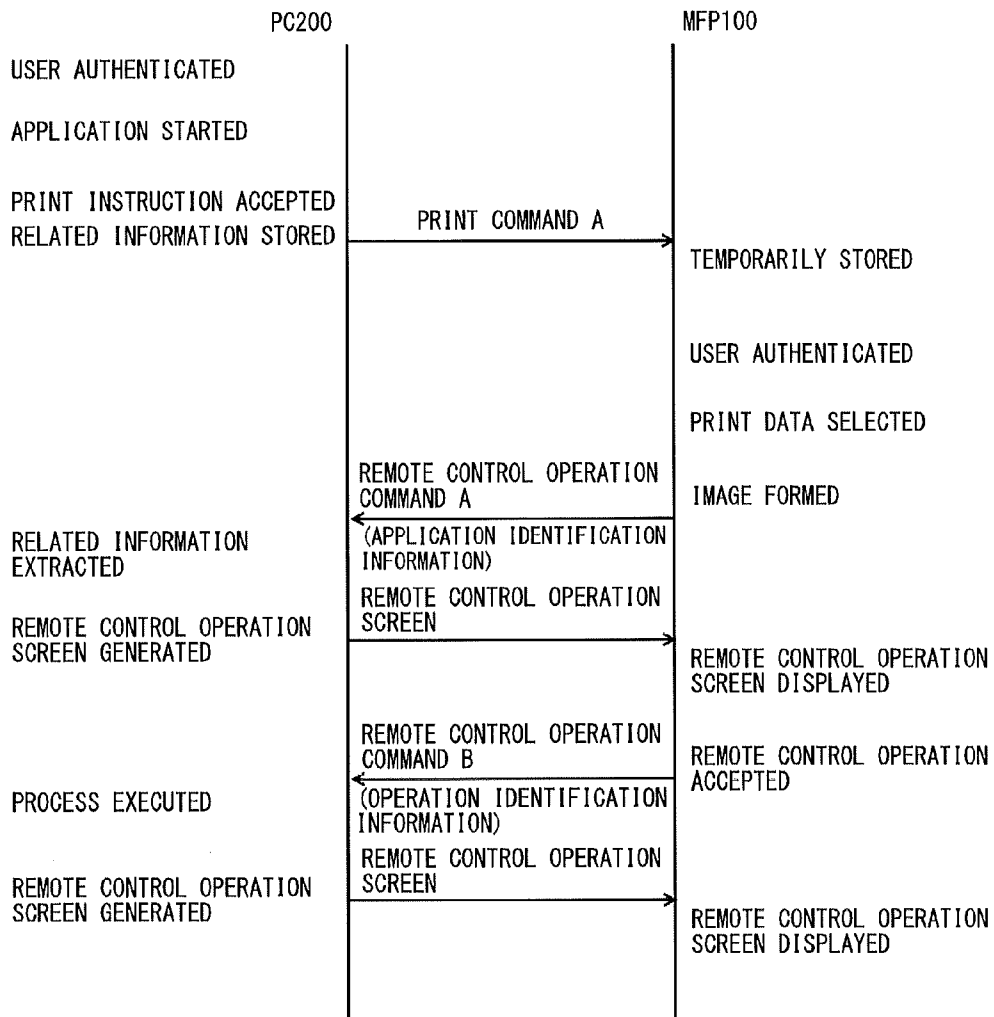 PC200
MFP100
USER AUTHENTICATED
APPLICATION STARTED
PRINT INSTRUCTION ACCEPTED
RELATED INFORMATION STORED
PRINT COMMAND A
TEMPORARILY STORED
USER AUTHENTICATED
PRINT DATA SELECTED
REMOTE CONTROL OPERATION
COMMAND A
IMAGE FORMED
(APPLICATION IDENTIFICATION
INFORMATION)
RELATED INFORMATION
EXTRACTED
REMOTE CONTROL OPERATION
SCREEN
REMOTE CONTROL OPERATION
SCREEN GENERATED
REMOTE CONTROL OPERATION
SCREEN DISPLAYED
REMOTE CONTROL OPERATION
COMMAND B
REMOTE CONTROL OPERATION
ACCEPTED
(OPERATION IDENTIFICATION
INFORMATION)
PROCESS EXECUTED
REMOTE CONTROL OPERATION
SCREEN
REMOTE CONTROL OPERATION
SCREEN GENERATED
REMOTE CONTROL OPERATION
SCREEN DISPLAYED